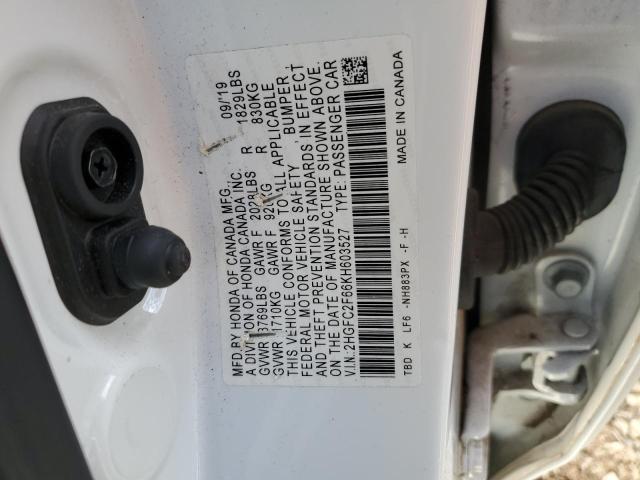 MFD. BY HONDA OF CANADA MFG. 09/'19
A DIVISION OF HONDA CANADA INC.
GVWR 3769LBS GAWR F 2028LBS R 1829LBS
GVWR 1710KG GAWR F 920KG R 830KG
THIS VEHICLE CONFORMS TO ALL APPLICABLE
FEDERAL MOTOR VEHICLE SAFETY BUMPER,
AND THEFT PREVENTION STANDARDS IN EFFECT
ON THE DATE OF MANUFACTURE SHOWN ABOVE.
V.I.N.:2HGFC2F66KH603527 TYPE: PASSENGER CAR
TBD K LF6 -NH883PX -F -H MADE IN CANADA